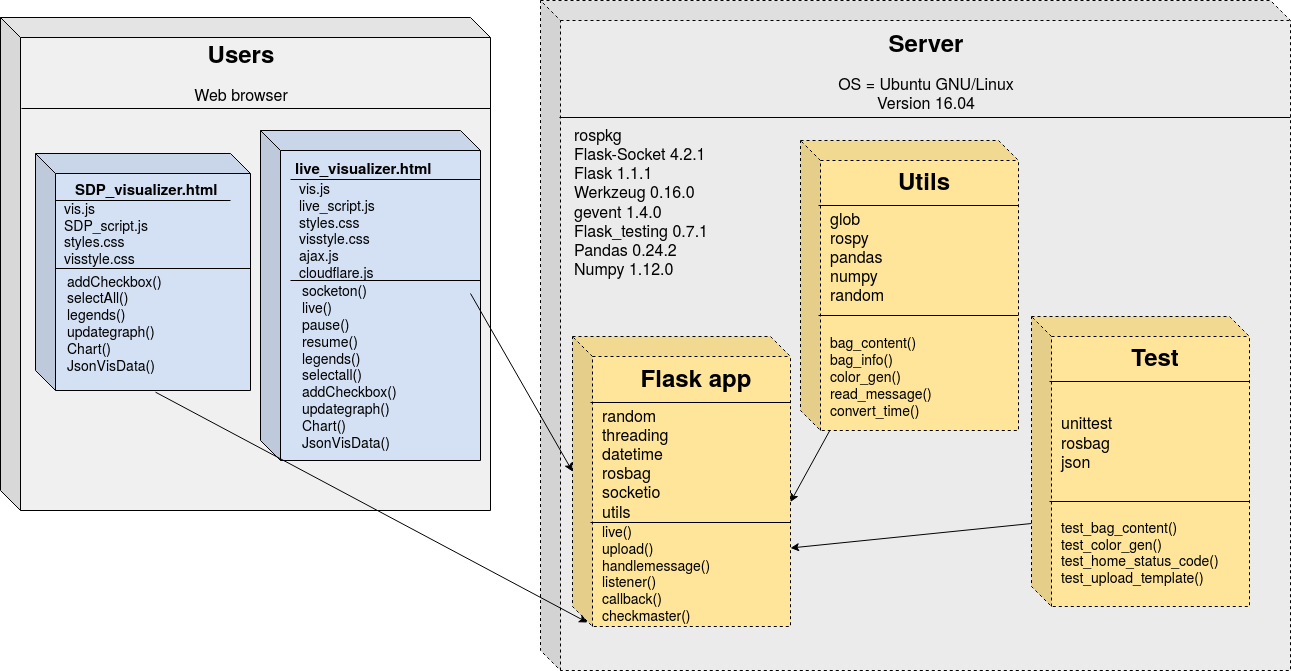 Users
Web browser
SDP_visualizer.html
vis.js
SDP_script.js
styles.css
visstyle.css
addCheckbox()
selectAll()
legends()
updategraph()
Chart()
JsonVisData()
live_visualizer.html
vis.js
live_script.js
styles.css
visstyle.css
ajax.js
cloudflare.js
socketon()
live()
pause()
resume()
legends()
selectall()
addCheckbox()
updategraph()
Chart()
JsonVisData()
Server
OS = Ubuntu GNU/Linux
Version 16.04
rospkg
Flask-Socket 4.2.1
Flask 1.1.1
Werkzeug 0.16.0
gevent 1.4.0
Flask_testing 0.7.1
Pandas 0.24.2
Numpy 1.12.0
Utils
glob
rospy
pandas
numpy
random
bag_content()
bag_info()
color_gen()
read_message()
convert_time()
Flask app
random
threading
datetime
rosbag
socketio
utils
live()
upload()
handlemessage()
listener()
callback()
checkmaster()
Test
unittest
rosbag
json
test_bag_content()
test_color_gen()
test_home_status_code()
test_upload_template()